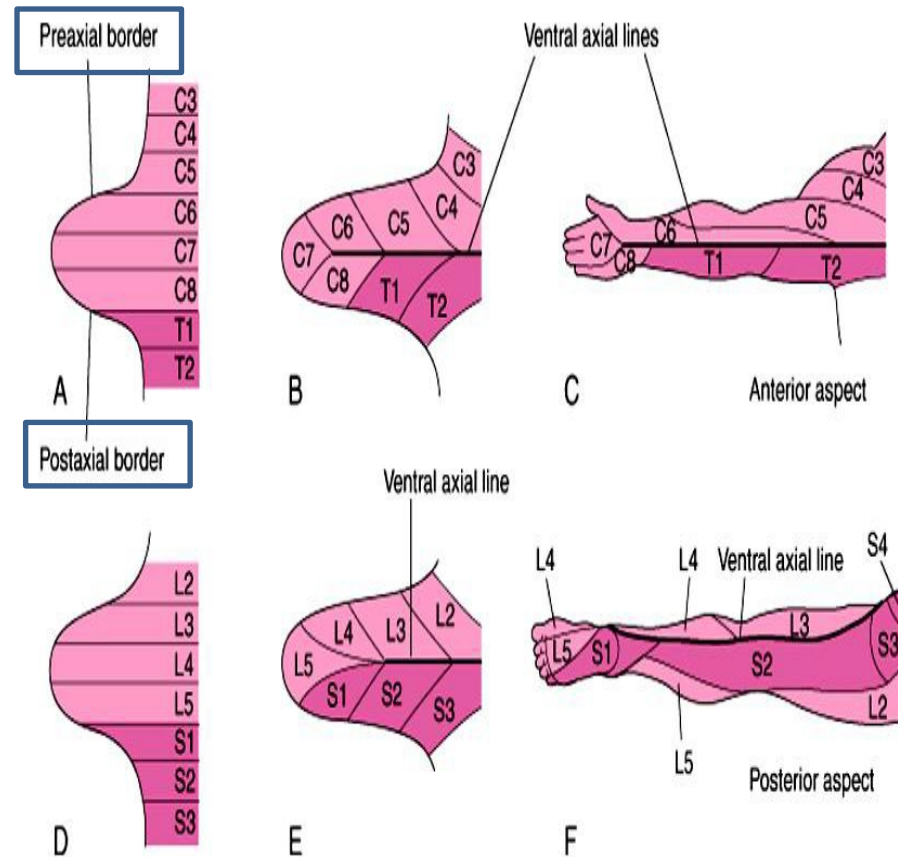 Preaxial border
Ventral axial lines
C3
C4
C5
C6
C7
C8
T1
T2
A
C3
C4
C5
C6
C7
C8
T1
T2
B
C3
C4
C5
C6
C7
C8
T1
T2
C
Anterior aspect
Postaxial border
L2
L3
L4
L5
S1
S2
S3
D
Ventral axial line
L2
L3
L4
L5
S1
S2
S3
E
L4
L4
Ventral axial line
S4
L3
S3
L5
S1
S2
L2
L5
F
Posterior aspect